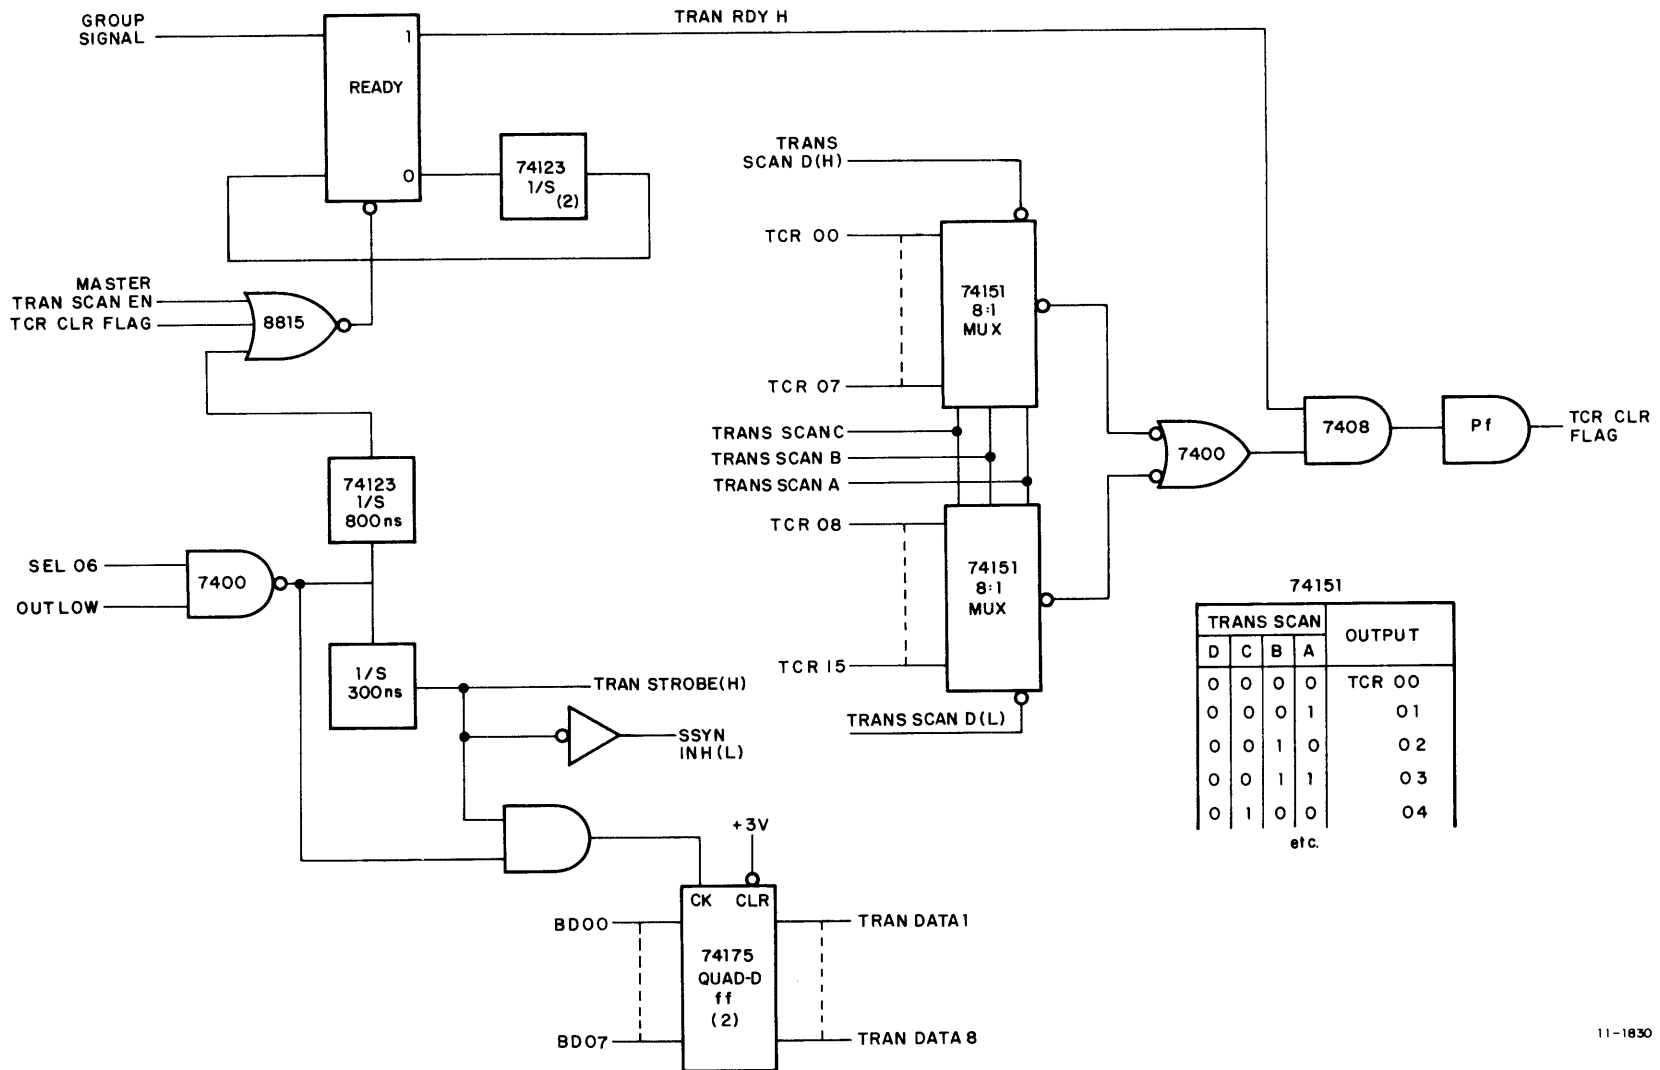 GROUP
SIGNAL
1
READY
0
TRAN RDY H
74123
1/S
(2)
MASTER
TRAN SCAN EN
TCR CLR FLAG
8815
74123
1/S
800ns
SEL 06
OUT LOW
7400
1/S
300ns
TRAN STROBE(H)
SSYN
INH(L)
+3V
CK CLR
74175
QUAD-D
ff
(2)
BD00
BD07
TRAN DATA 1
TRAN DATA 8
TRANS
SCAN D(H)
TCR 00
TCR 07
74151
8:1
MUX
TRANS SCAN C
TRANS SCAN B
TRANS SCAN A
TCR 08
TCR 15
74151
8:1
MUX
TRANS SCAN D(L)
7400
7408
Pf
TCR CLR
FLAG
74151
TRANS SCAN OUTPUT
D C B A
0 0 0 0 TCR 00
0 0 0 1 01
0 0 1 0 02
0 0 1 1 03
0 1 0 0 04
etc.
11-1830